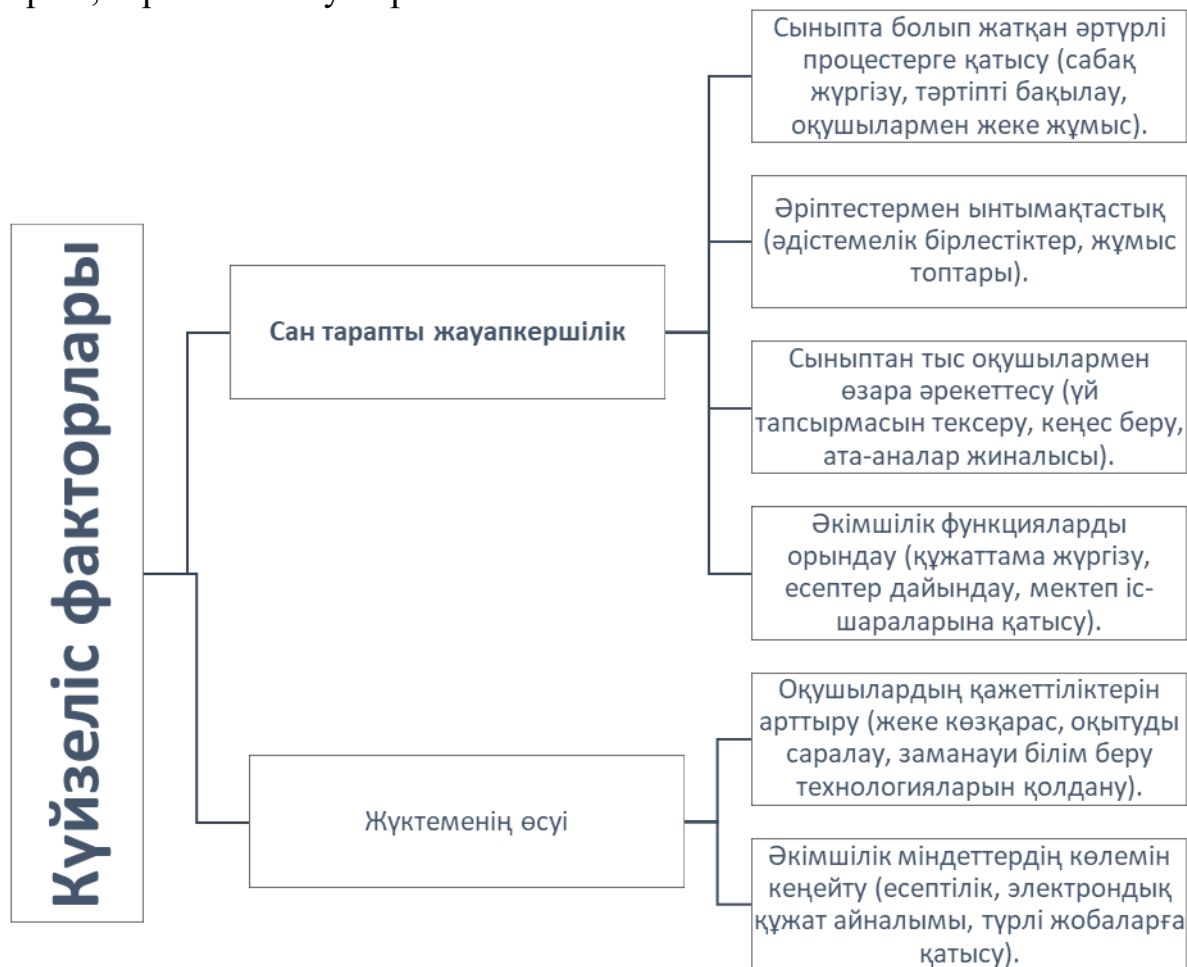 Күйзеліс факторлары
Сан тарапты жауапкершілік
Сыныпта болып жатқан әртүрлі
процестерге қатысу (сабақ
жүргізу, тәртіпті бақылау,
оқушылармен жеке жұмыс).
Әріптестермен ынтымақтастық
(әдістемелік бірлестіктер, жұмыс
топтары).
Сыныптан тыс оқушылармен
өзара әрекеттесу (үй
тапсырмасын тексеру, кеңес беру,
ата-аналар жиналысы).
Әкімшілік функцияларды
орындау (құжаттама жүргізу,
есептер дайындау, мектеп іс-
шараларына қатысу).
Жүктеменің өсуі
Оқушылардың қажеттіліктерін
арттыру (жеке көзқарас, оқытуды
саралау, заманауи білім беру
технологияларын қолдану).
Әкімшілік міндеттердің көлемін
кеңейту (есептілік, электрондық
құжат айналымы, түрлі жобаларға
қатысу).